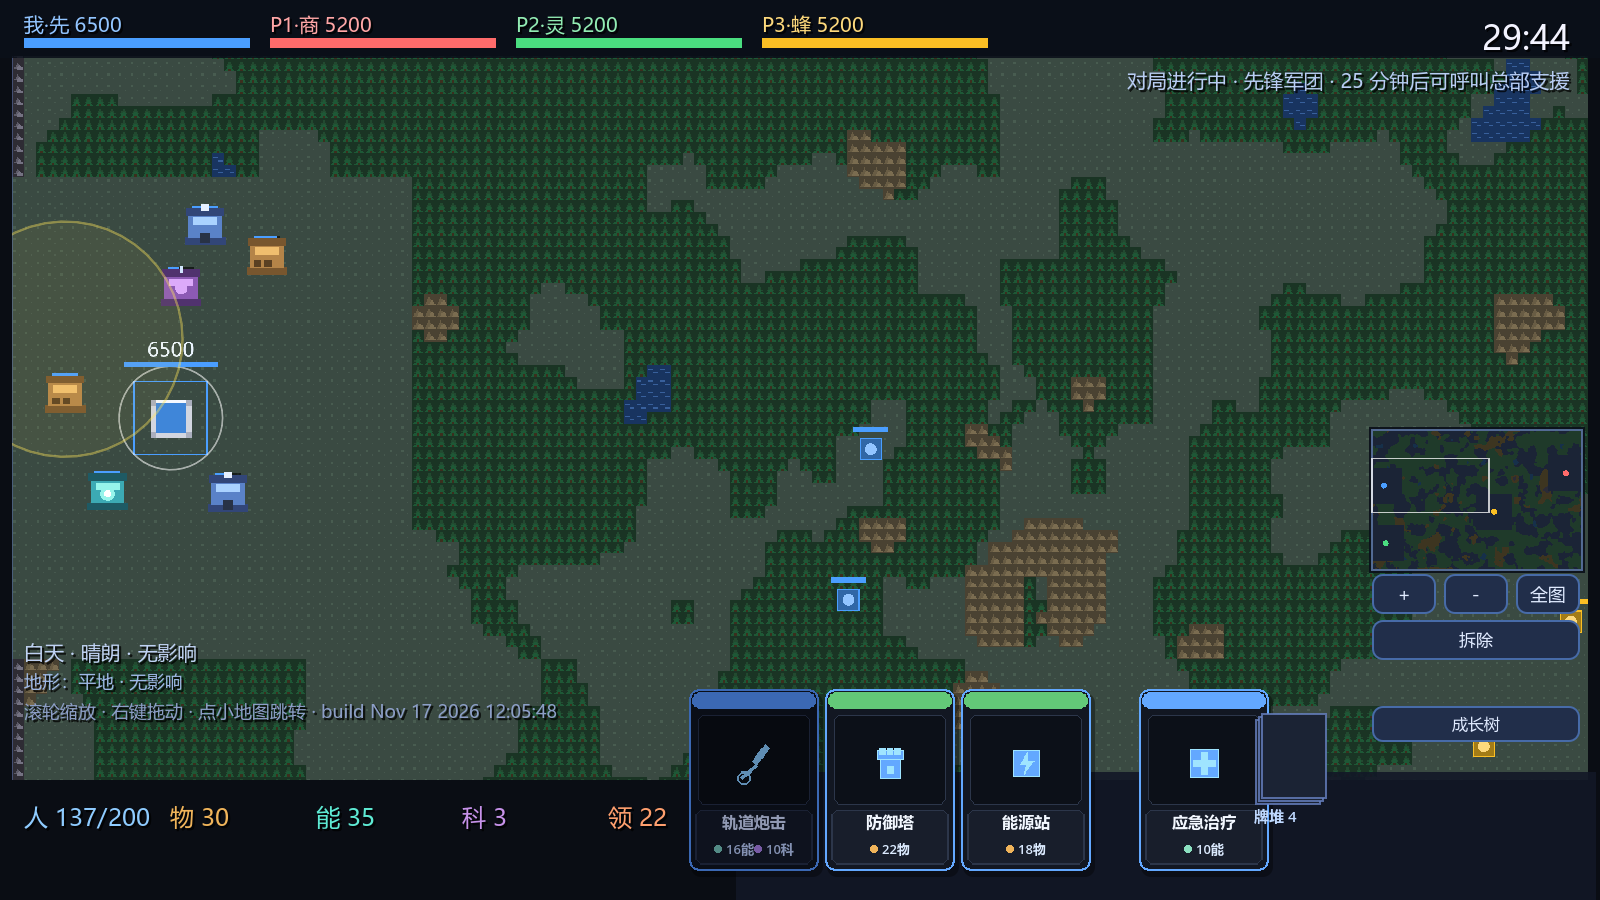 我·先 6500
P1·商 5200
P2·灵 5200
P3·蜂 5200
29:44
对局进行中 · 先锋军团 · 25 分钟后可呼叫总部支援
6500
+
-
全图
拆除
成长树
白天 · 晴朗 · 无影响
地形：平地 · 无影响
滚轮缩放 · 右键拖动 · 点小地图跳转 · build Nov 17 2026 12:05:48
人 137/200
物 30
能 35
科 3
领 22
轨道炮击
16能 10科
防御塔
22物
能源站
18物
应急治疗
10能
牌堆 4